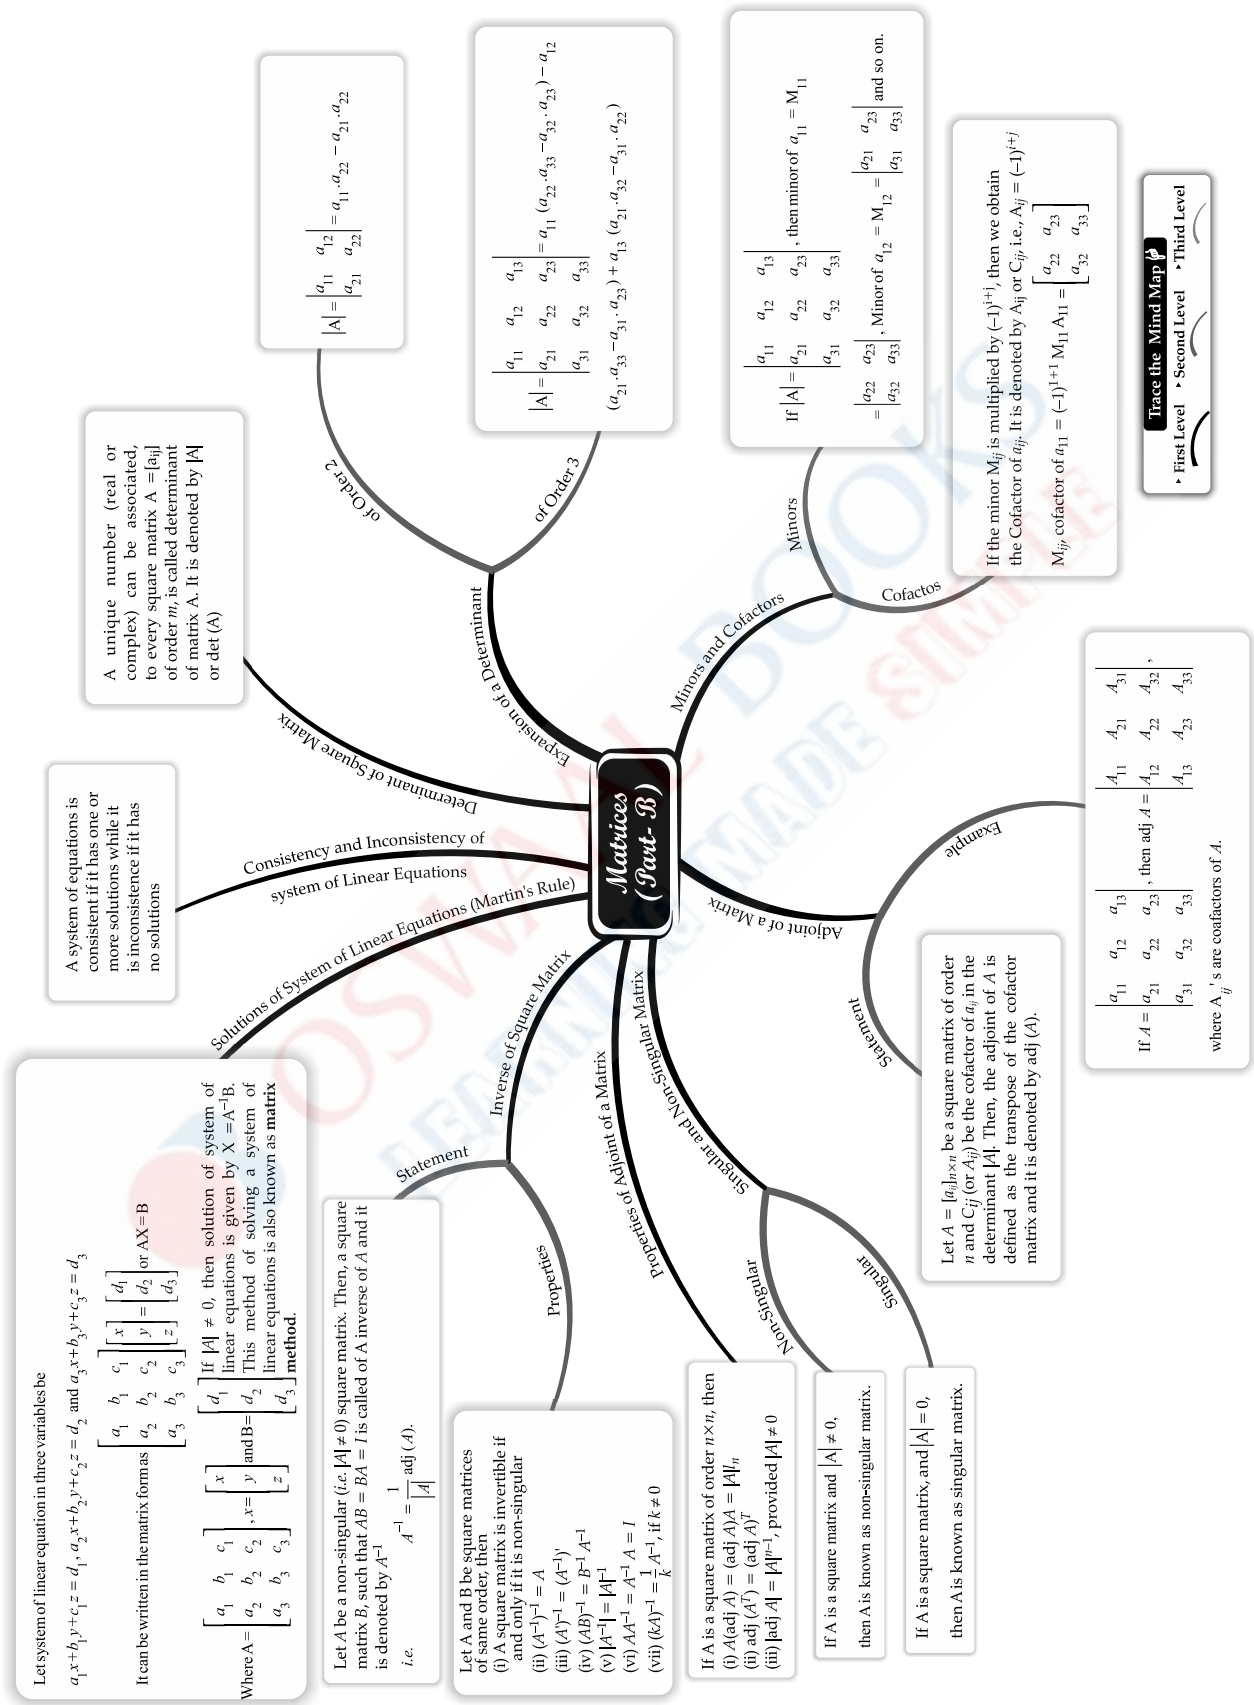 Matrices
(Part- B)
Determinant of Square Matrix
A unique number (real or
complex) can be associated,
to every square matrix A =[aij]
of order m, is called determinant
of matrix A. It is denoted by |A|
or det (A)
Expansion of a Determinant
of Order 2
|A| = |a11 a12
a21 a22| = a11.a22 − a21.a22
of Order 3
|A| = |a11 a12 a13
a21 a22 a23
a31 a32 a33| = a11 (a22.a33 −a32.a23) − a12
(a21.a33 −a31.a23) + a13 (a21.a32 −a31.a22)
Minors and Cofactors
Minors
If |A| = |a11 a12 a13
a21 a22 a23
a31 a32 a33|, then minor of a11 = M11
= |a22 a23
a32 a33|, Minor of a12 = M12 = |a21 a23
a31 a33| and so on.
Cofactos
If the minor Mij is multiplied by (–1)^i+j, then we obtain
the Cofactor of aij. It is denoted by Aij or Cij, i.e., Aij = (–1)^i+j
Mij, cofactor of a11 = (–1)^1+1 M11 A11 = [a22 a23
a32 a33]
Adjoint of a Matrix
Example
If A = |a11 a12 a13
a21 a22 a23
a31 a32 a33|, then adj A = |A11 A21 A31
A12 A22 A32
A13 A23 A33|,
where Aij's are coafactors of A.
Statement
Let A = [aij]n×n be a square matrix of order
n and Cij (or Aij) be the cofactor of aij in the
determinant |A|. Then, the adjoint of A is
defined as the transpose of the cofactor
matrix and it is denoted by adj (A).
Singular and Non-Singular Matrix
Singular
If A is a square matrix, and |A| = 0,
then A is known as singular matrix.
Non-Singular
If A is a square matrix and |A| ≠ 0,
then A is known as non-singular matrix.
Properties of Adjoint of a Matrix
If A is a square matrix of order n×n, then
(i) A(adj A) = (adj A)A = |A|In
(ii) adj (A^T) = (adj A)^T
(iii) |adj A| = |A|^n–1, provided |A| ≠ 0
Inverse of Square Matrix
Properties
Let A and B be square matrices
of same order, then
(i) A square matrix is invertible if
and only if it is non-singular
(ii) (A^–1)^–1 = A
(iii) (A')^–1 = (A^–1)'
(iv) (AB)^–1 = B^–1 A^–1
(v) |A^–1| = |A|^–1
(vi) AA^–1 = A^–1 A = I
(vii) (kA)^–1 = 1/k A^–1, if k ≠ 0
Statement
Let A be a non-singular (i.e. |A| ≠ 0) square matrix. Then, a square
matrix B, such that AB = BA = I is called of A inverse of A and it
is denoted by A^–1
i.e. A^–1 = 1/|A| adj (A).
Solutions of System of Linear Equations (Martin's Rule)
Let system of linear equation in three variables be
a1x+b1y+c1z = d1, a2x+b2y+c2z = d2 and a3x+b3y+c3z = d3
It can be written in the matrix form as [a1 b1 c1
a2 b2 c2
a3 b3 c3] [x
y
z] = [d1
d2
d3] or AX = B
Where A = [a1 b1 c1
a2 b2 c2
a3 b3 c3], x = [x
y
z] and B = [d1
d2
d3]
If |A| ≠ 0, then solution of system of
linear equations is given by X = A^–1B.
This method of solving a system of
linear equations is also known as matrix
method.
Consistency and Inconsistency of
system of Linear Equations
A system of equations is
consistent if it has one or
more solutions while it
is inconsistence if it has
no solutions
Trace the Mind Map
First Level
Second Level
Third Level
OSWAAL BOOKS
LEARNING MADE SIMPLE